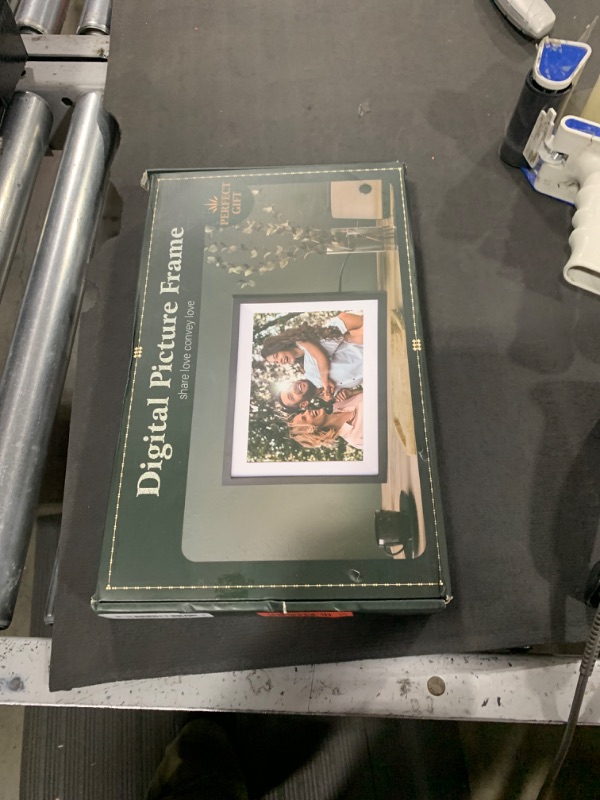 Digital Picture Frame
share love convey love
PERFECT
GIFT